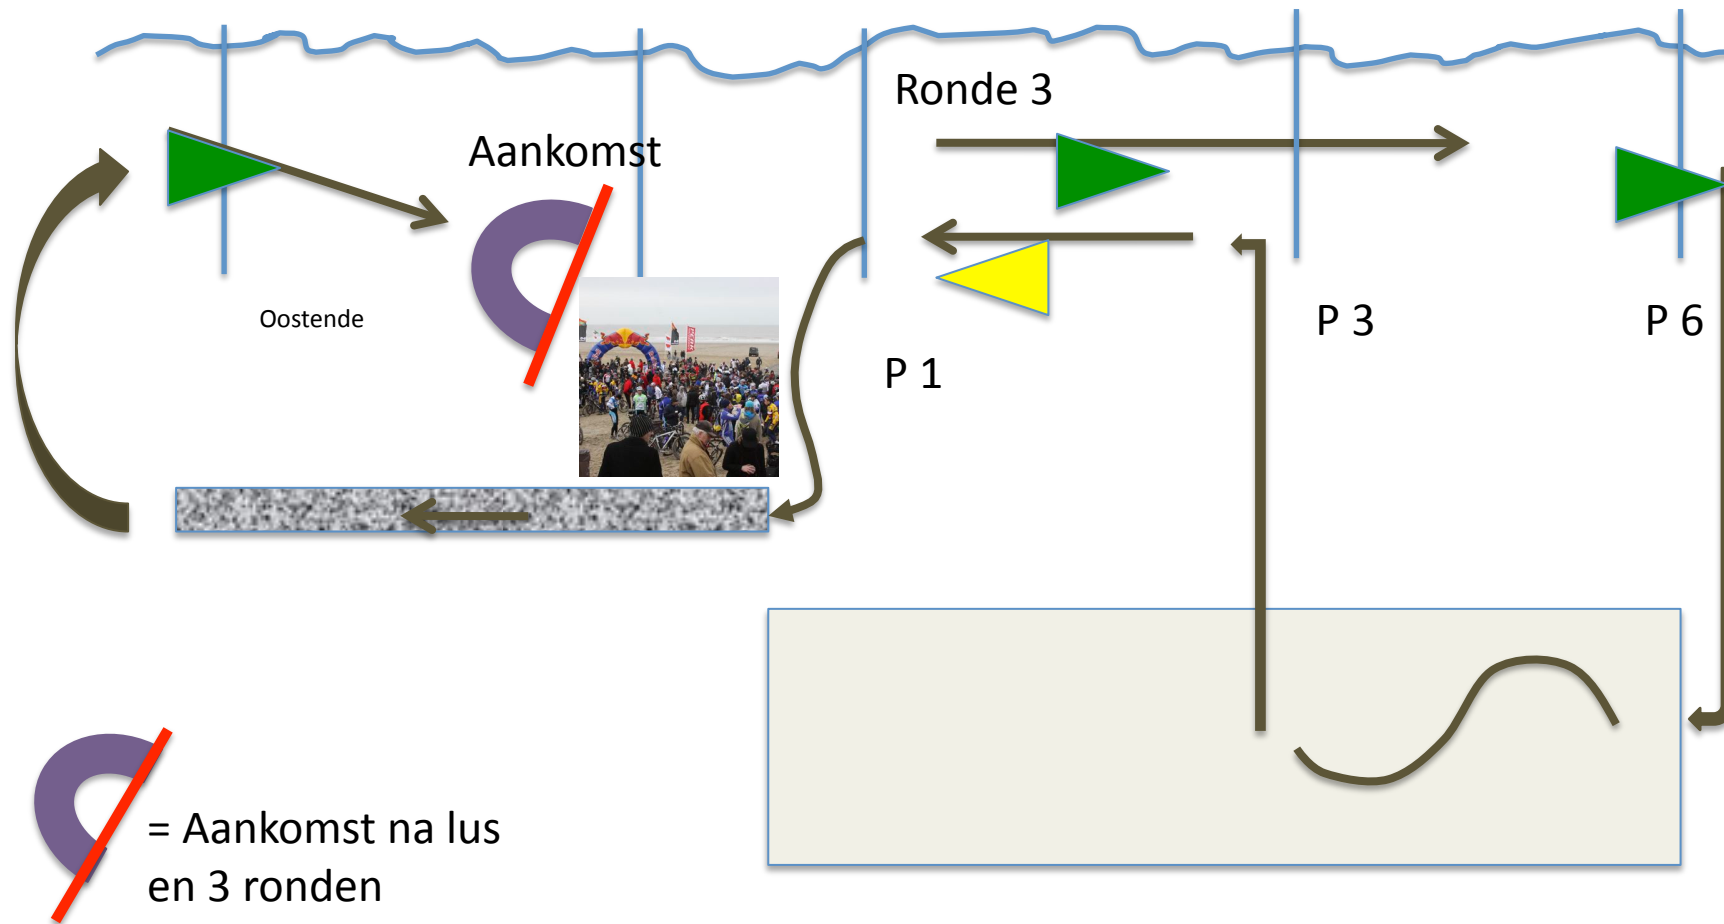 Ronde 3
Aankomst
Oostende
P 3
P 6
P 1
= Aankomst na lus
en 3 ronden